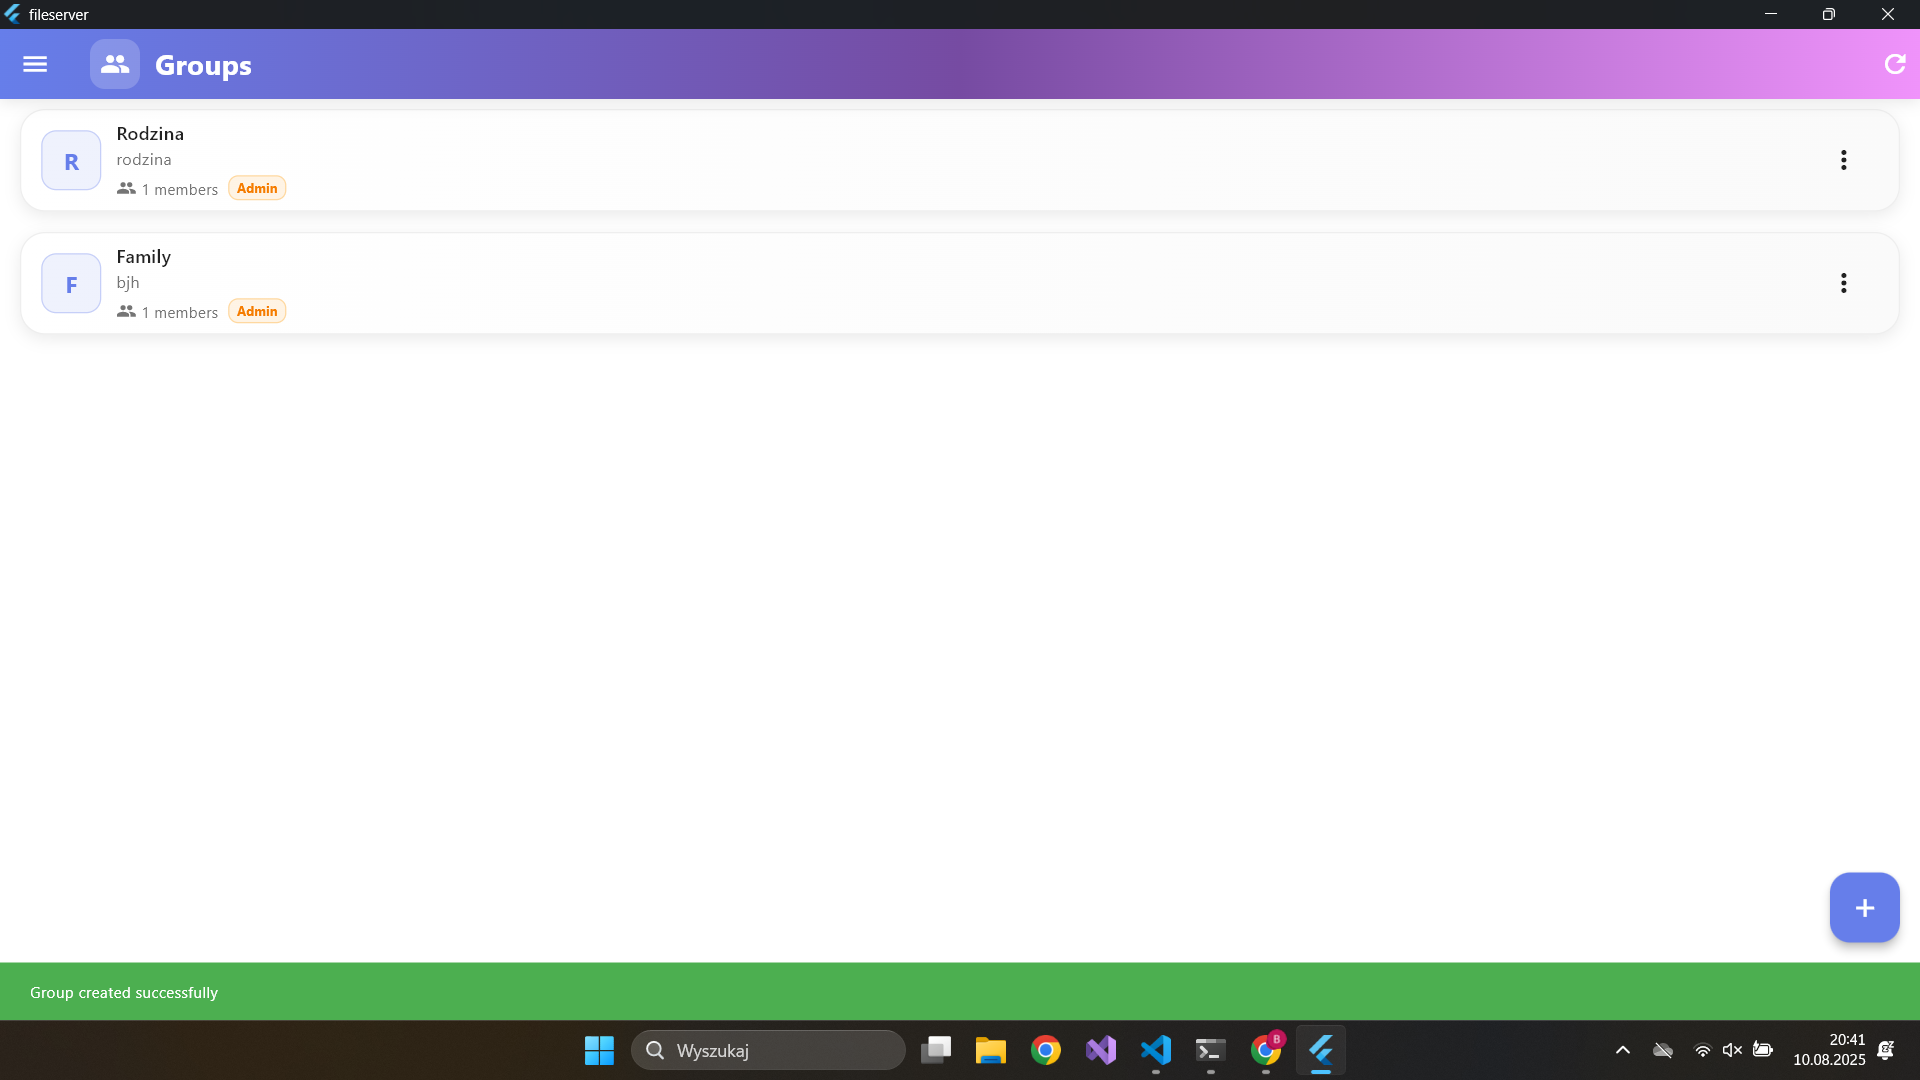 fileserver
Groups
R
Rodzina
rodzina
1 members
Admin
F
Family
bjh
1 members
Admin
Group created successfully
Wyszukaj
B
20:41
10.08.2025